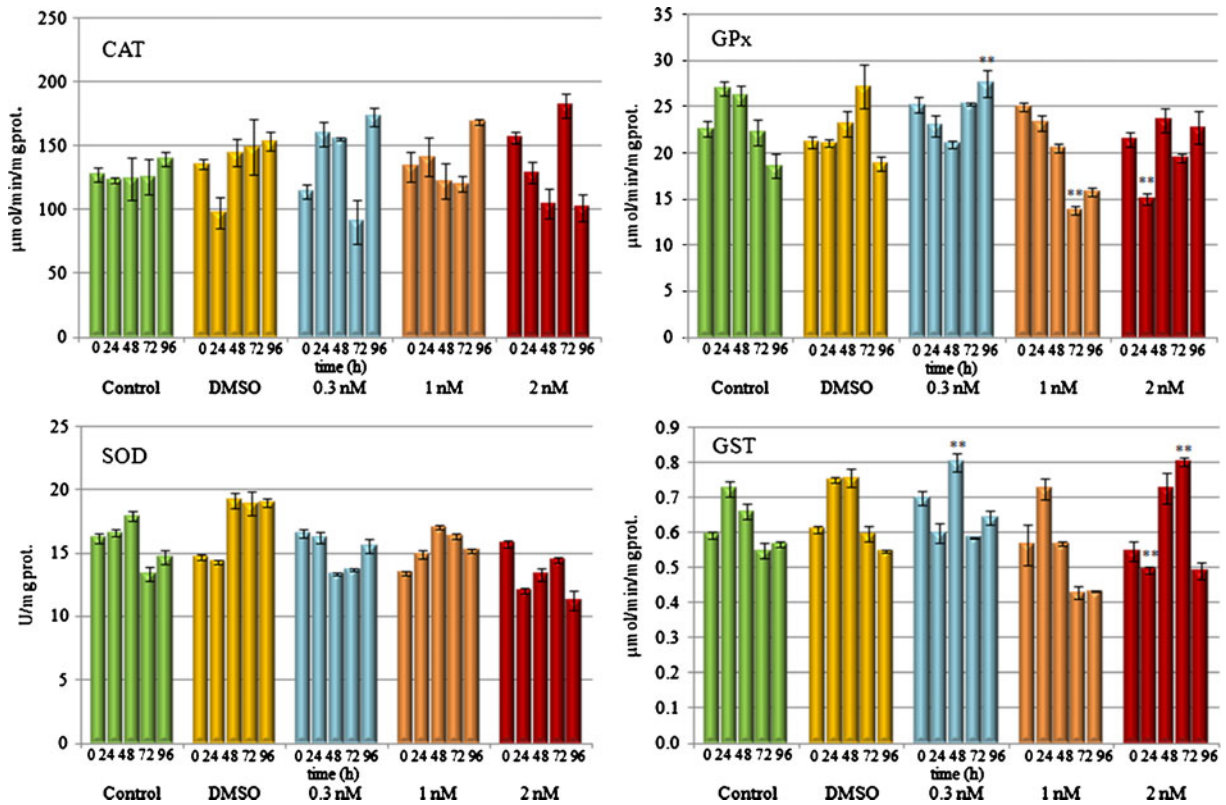 CAT
μmol/min/mgprot.
250
200
150
100
50
0
0 24 48 72 96 0 24 48 72 96 0 24 48 72 96 0 24 48 72 96 0 24 48 72 96
time (h)
Control DMSO 0.3 nM 1 nM 2 nM
GPx
μmol/min/mgprot.
35
30
25
20
15
10
5
0
** ** **
0 24 48 72 96 0 24 48 72 96 0 24 48 72 96 0 24 48 72 96 0 24 48 72 96
time (h)
Control DMSO 0.3 nM 1 nM 2 nM
SOD
U/mgprot.
25
20
15
10
5
0
0 24 48 72 96 0 24 48 72 96 0 24 48 72 96 0 24 48 72 96 0 24 48 72 96
time (h)
Control DMSO 0.3 nM 1 nM 2 nM
GST
μmol/min/mgprot.
0.9
0.8
0.7
0.6
0.5
0.4
0.3
0.2
0.1
0.0
** ** **
0 24 48 72 96 0 24 48 72 96 0 24 48 72 96 0 24 48 72 96 0 24 48 72 96
time (h)
Control DMSO 0.3 nM 1 nM 2 nM